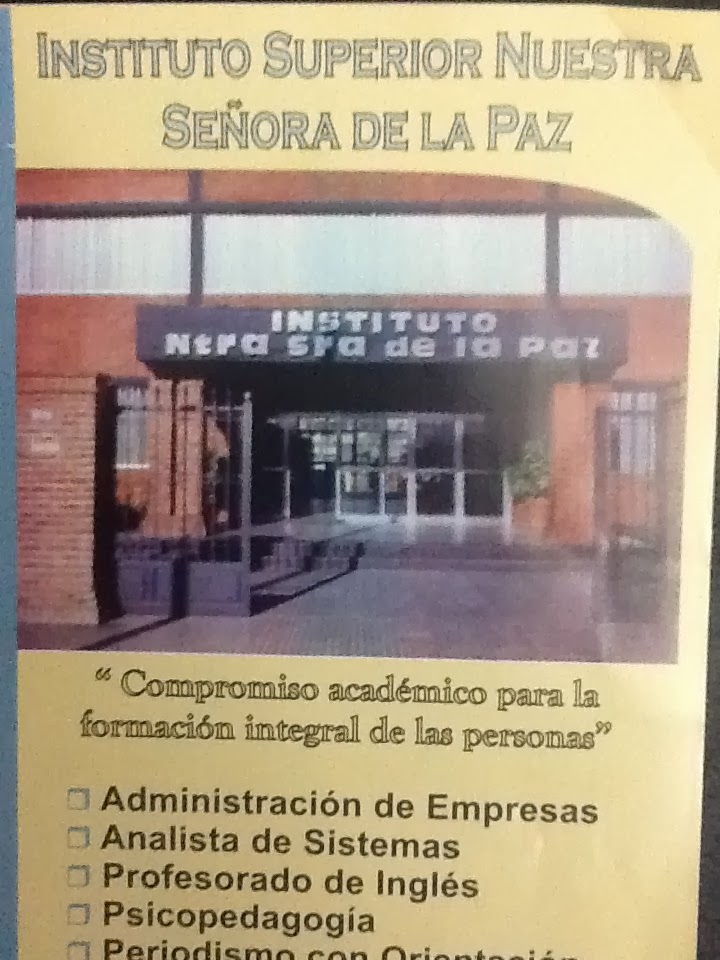 INSTITUTO SUPERIOR NUESTRA
SEÑORA DE LA PAZ
INSTITUTO
Ntra Sra de la paz
“ Compromiso académico para la
formación integral de las personas”
❐ Administración de Empresas
❐ Analista de Sistemas
❐ Profesorado de Inglés
❐ Psicopedagogía
❐ Periodismo con Orientación